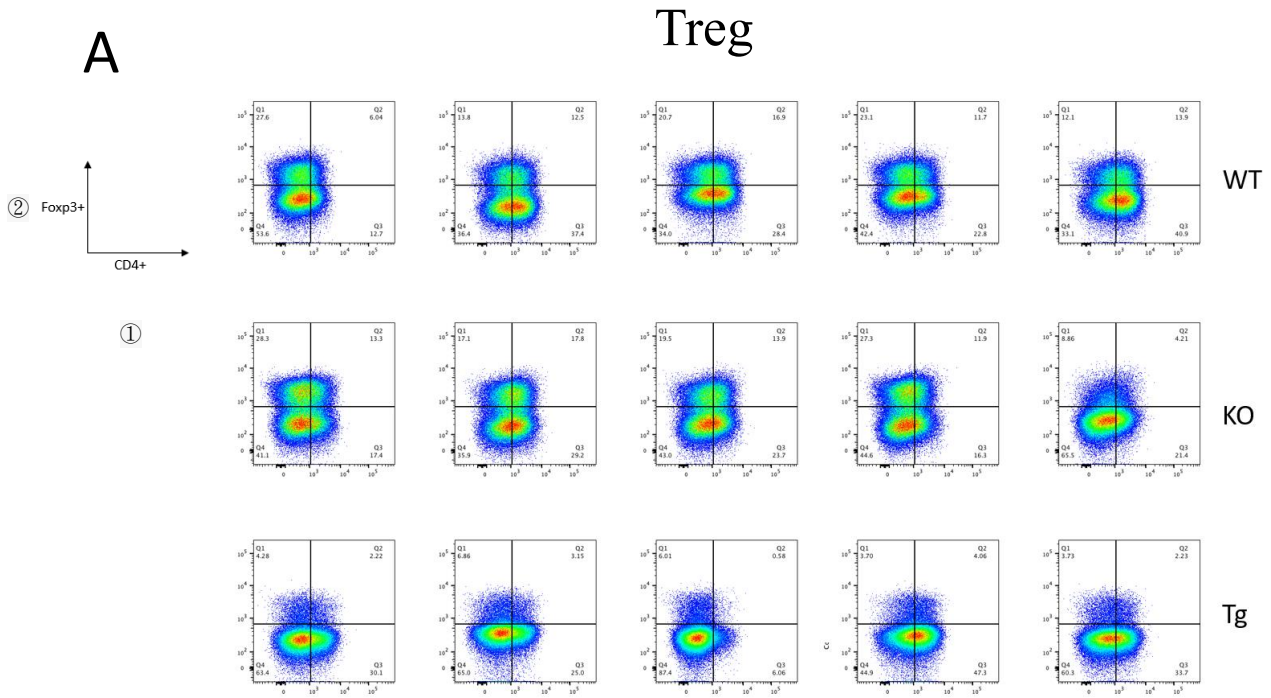 Treg
A
Q1 27.6 Q2 6.04
Q4 53.6 Q3 12.7
Q1 13.8 Q2 12.5
Q4 36.4 Q3 37.4
Q1 20.7 Q2 16.9
Q4 34.0 Q3 28.4
Q1 23.1 Q2 11.7
Q4 42.4 Q3 22.8
Q1 12.1 Q2 13.9
Q4 33.1 Q3 40.9
WT
② Foxp3+
CD4+
①
Q1 28.3 Q2 13.3
Q4 41.1 Q3 17.4
Q1 17.1 Q2 17.8
Q4 35.9 Q3 29.2
Q1 19.5 Q2 13.9
Q4 43.0 Q3 23.7
Q1 27.3 Q2 11.9
Q4 44.6 Q3 16.3
Q1 8.86 Q2 4.21
Q4 65.5 Q3 21.4
KO
Q1 4.28 Q2 2.22
Q4 63.4 Q3 30.1
Q1 6.86 Q2 3.15
Q4 65.0 Q3 25.0
Q1 6.01 Q2 0.58
Q4 87.4 Q3 6.06
Q1 3.70 Q2 4.06
Q4 44.9 Q3 47.3
Q1 3.73 Q2 2.23
Q4 60.3 Q3 33.7
Tg